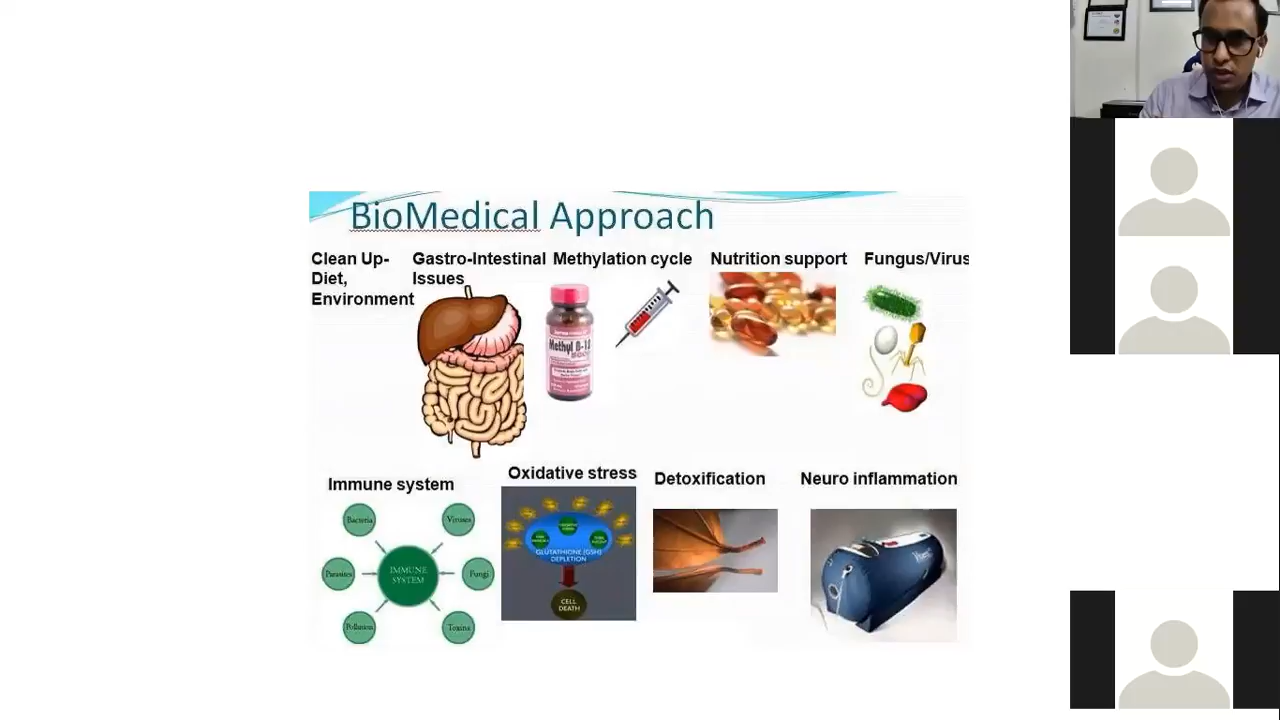 BioMedical Approach
Clean Up-
Diet,
Environment
Gastro-Intestinal
Issues
Methylation cycle
Nutrition support
Fungus/Virus
Methyl B-12
Immune system
Oxidative stress
Detoxification
Neuro inflammation
Bacteria
Viruses
Parasites
IMMUNE
SYSTEM
Fungi
Pollution
Toxins
GLUTATHIONE (GSH)
DEPLETION
CELL
DEATH